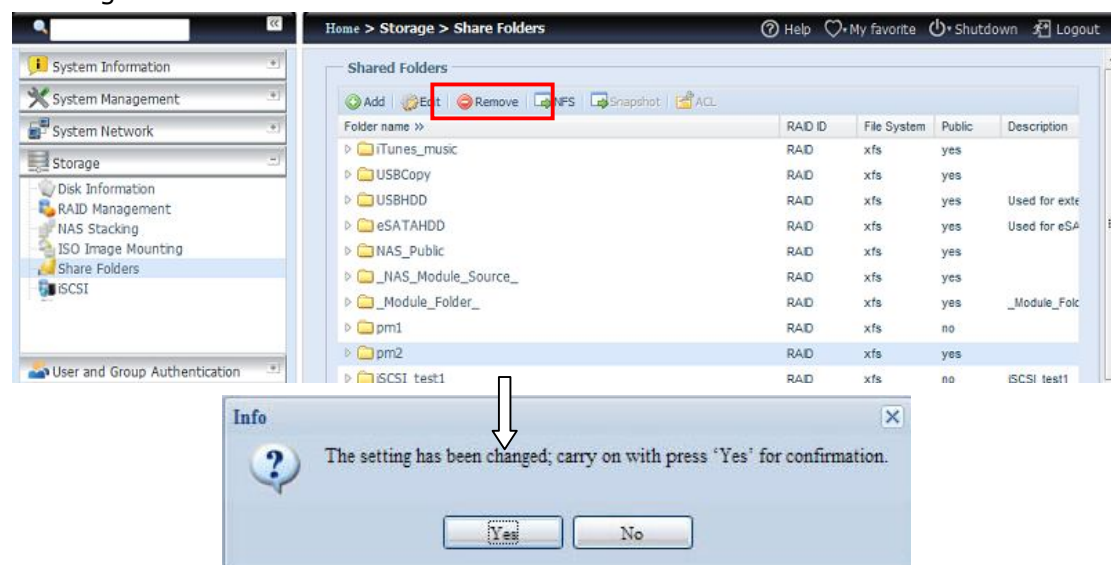 Home > Storage > Share Folders
Help My favorite Shutdown Logout
System Information
System Management
System Network
Storage
Disk Information
RAID Management
NAS Stacking
ISO Image Mounting
Share Folders
iSCSI
User and Group Authentication
Shared Folders
Add Edit Remove NFS Snapshot ACL
Folder name » RAID ID File System Public Description
iTunes_music RAID xfs yes
USBCopy RAID xfs yes
USBHDD RAID xfs yes Used for exte
eSATAHDD RAID xfs yes Used for eSA
NAS_Public RAID xfs yes
_NAS_Module_Source_ RAID xfs yes
_Module_Folder_ RAID xfs yes _Module_Folc
pm1 RAID xfs no
pm2 RAID xfs yes
iSCSI_test1 RAID xfs no iSCSI_test1
Info
The setting has been changed; carry on with press ‘Yes’ for confirmation.
Yes No